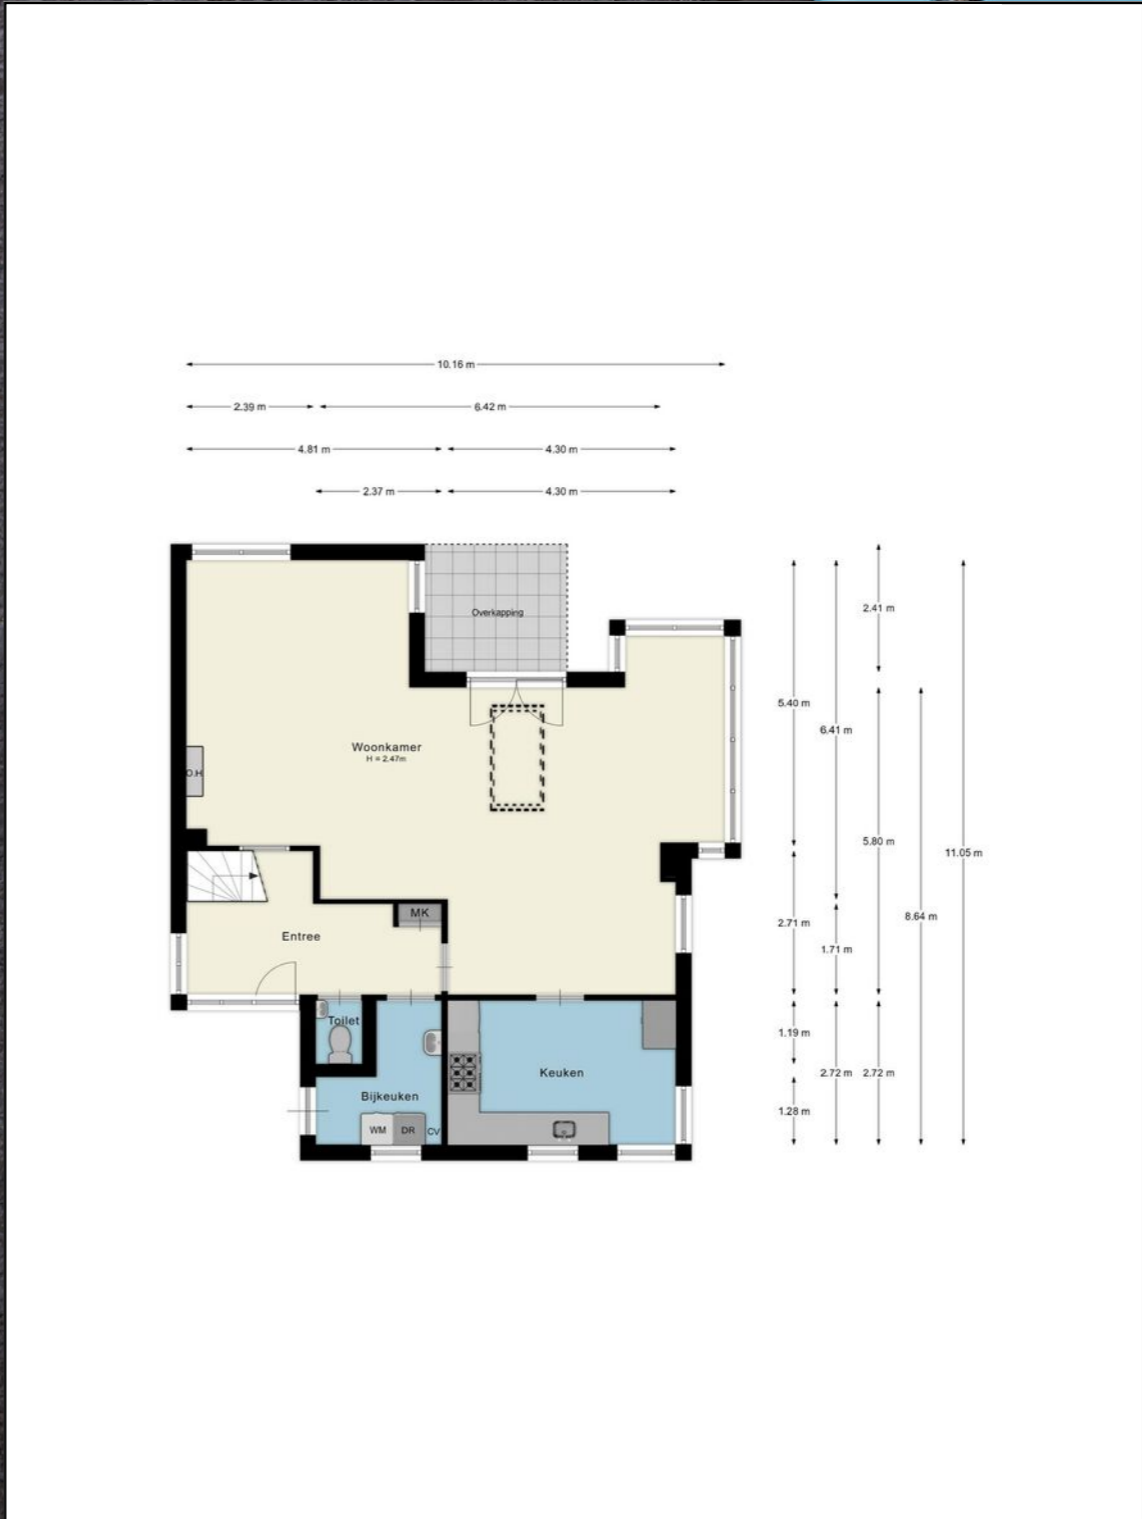 10.16 m
2.39 m
6.42 m
4.81 m
4.30 m
2.37 m
4.30 m
Overkapping
2.41 m
5.40 m
6.41 m
Woonkamer
H = 2.47m
O.H
5.80 m
11.05 m
MK
8.64 m
2.71 m
Entree
1.71 m
Toilet
1.19 m
Keuken
2.72 m
2.72 m
Bijkeuken
1.28 m
WM
DR
CV